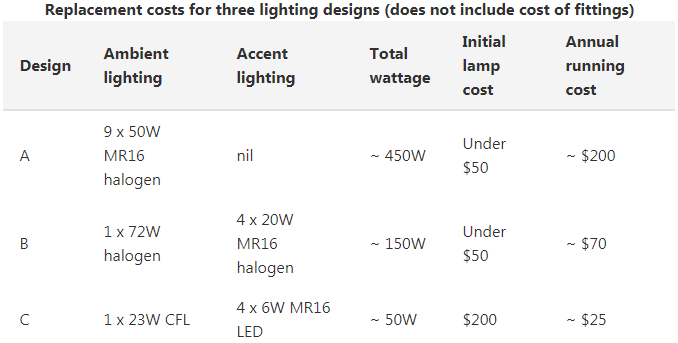 Replacement costs for three lighting designs (does not include cost of fittings)
Design Ambient lighting Accent lighting Total wattage Initial lamp cost Annual running cost
A 9 x 50W MR16 halogen nil ~ 450W Under $50 ~ $200
B 1 x 72W halogen 4 x 20W MR16 halogen ~ 150W Under $50 ~ $70
C 1 x 23W CFL 4 x 6W MR16 LED ~ 50W $200 ~ $25